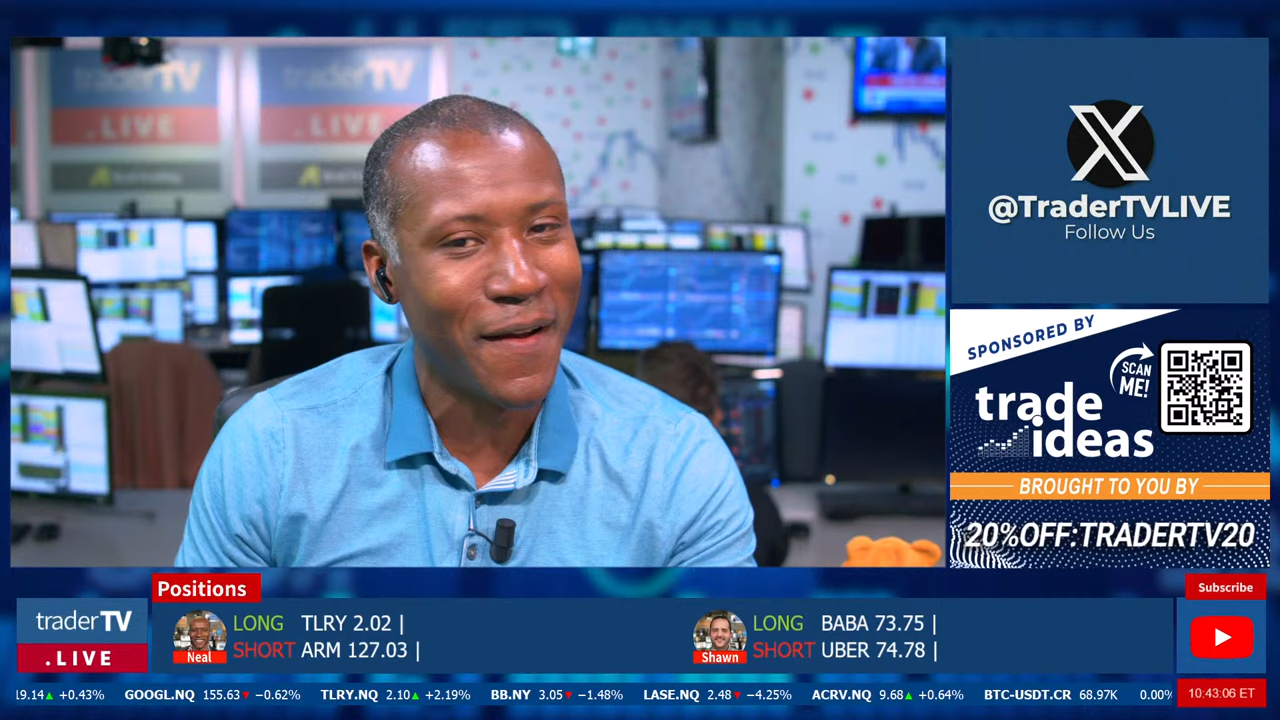 traderTV
.LIVE
traderTV
.LIVE
@TraderTVLIVE
Follow Us
SPONSORED BY
SCAN
ME!
trade
ideas
BROUGHT TO YOU BY
20%OFF:TRADERTV20
Positions
Subscribe
traderTV
.LIVE
Neal
LONG TLRY 2.02 |
SHORT ARM 127.03 |
Shawn
LONG BABA 73.75 |
SHORT UBER 74.78 |
9.14▲ +0.43% GOOGL.NQ 155.63▼ −0.62% TLRY.NQ 2.10▲ +2.19% BB.NY 3.05▼ −1.48% LASE.NQ 2.48▼ −4.25% ACRV.NQ 9.68▲ +0.64% BTC-USDT.CR 68.97K 0.00%
10:43:06 ET